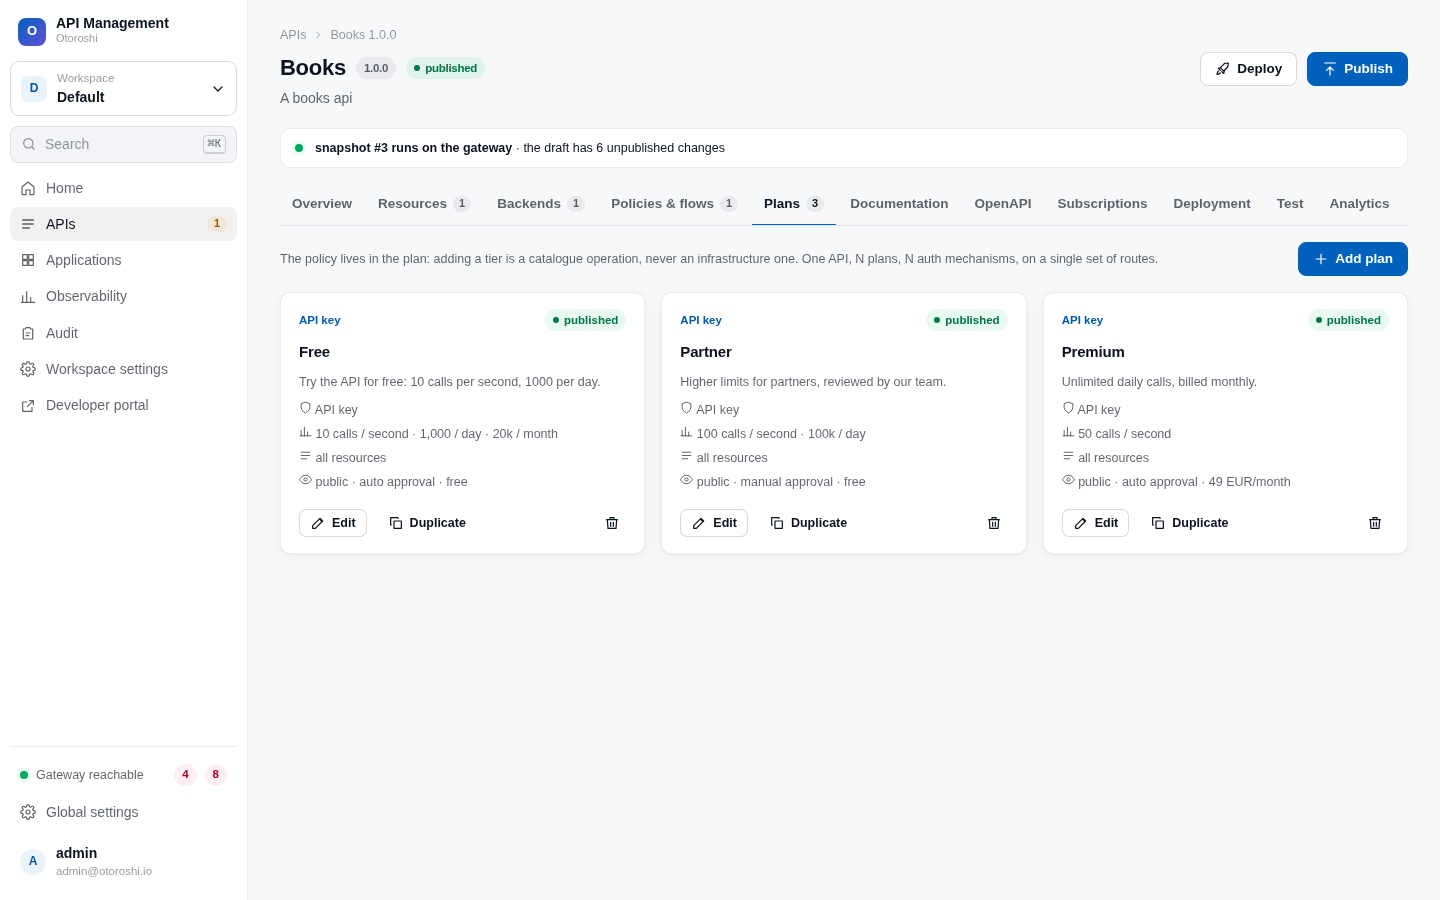 O
API Management
Otoroshi
D
Workspace
Default
Search
⌘K
Home
APIs
1
Applications
Observability
Audit
Workspace settings
Developer portal
Gateway reachable
4
8
Global settings
A
admin
admin@otoroshi.io
APIs
Books 1.0.0
Books
1.0.0
published
A books api
Deploy
Publish
snapshot #3 runs on the gateway · the draft has 6 unpublished changes
Overview
Resources 1
Backends 1
Policies & flows 1
Plans 3
Documentation
OpenAPI
Subscriptions
Deployment
Test
Analytics
The policy lives in the plan: adding a tier is a catalogue operation, never an infrastructure one. One API, N plans, N auth mechanisms, on a single set of routes.
Add plan
API key
published
Free
Try the API for free: 10 calls per second, 1000 per day.
API key
10 calls / second · 1,000 / day · 20k / month
all resources
public · auto approval · free
Edit
Duplicate
API key
published
Partner
Higher limits for partners, reviewed by our team.
API key
100 calls / second · 100k / day
all resources
public · manual approval · free
Edit
Duplicate
API key
published
Premium
Unlimited daily calls, billed monthly.
API key
50 calls / second
all resources
public · auto approval · 49 EUR/month
Edit
Duplicate